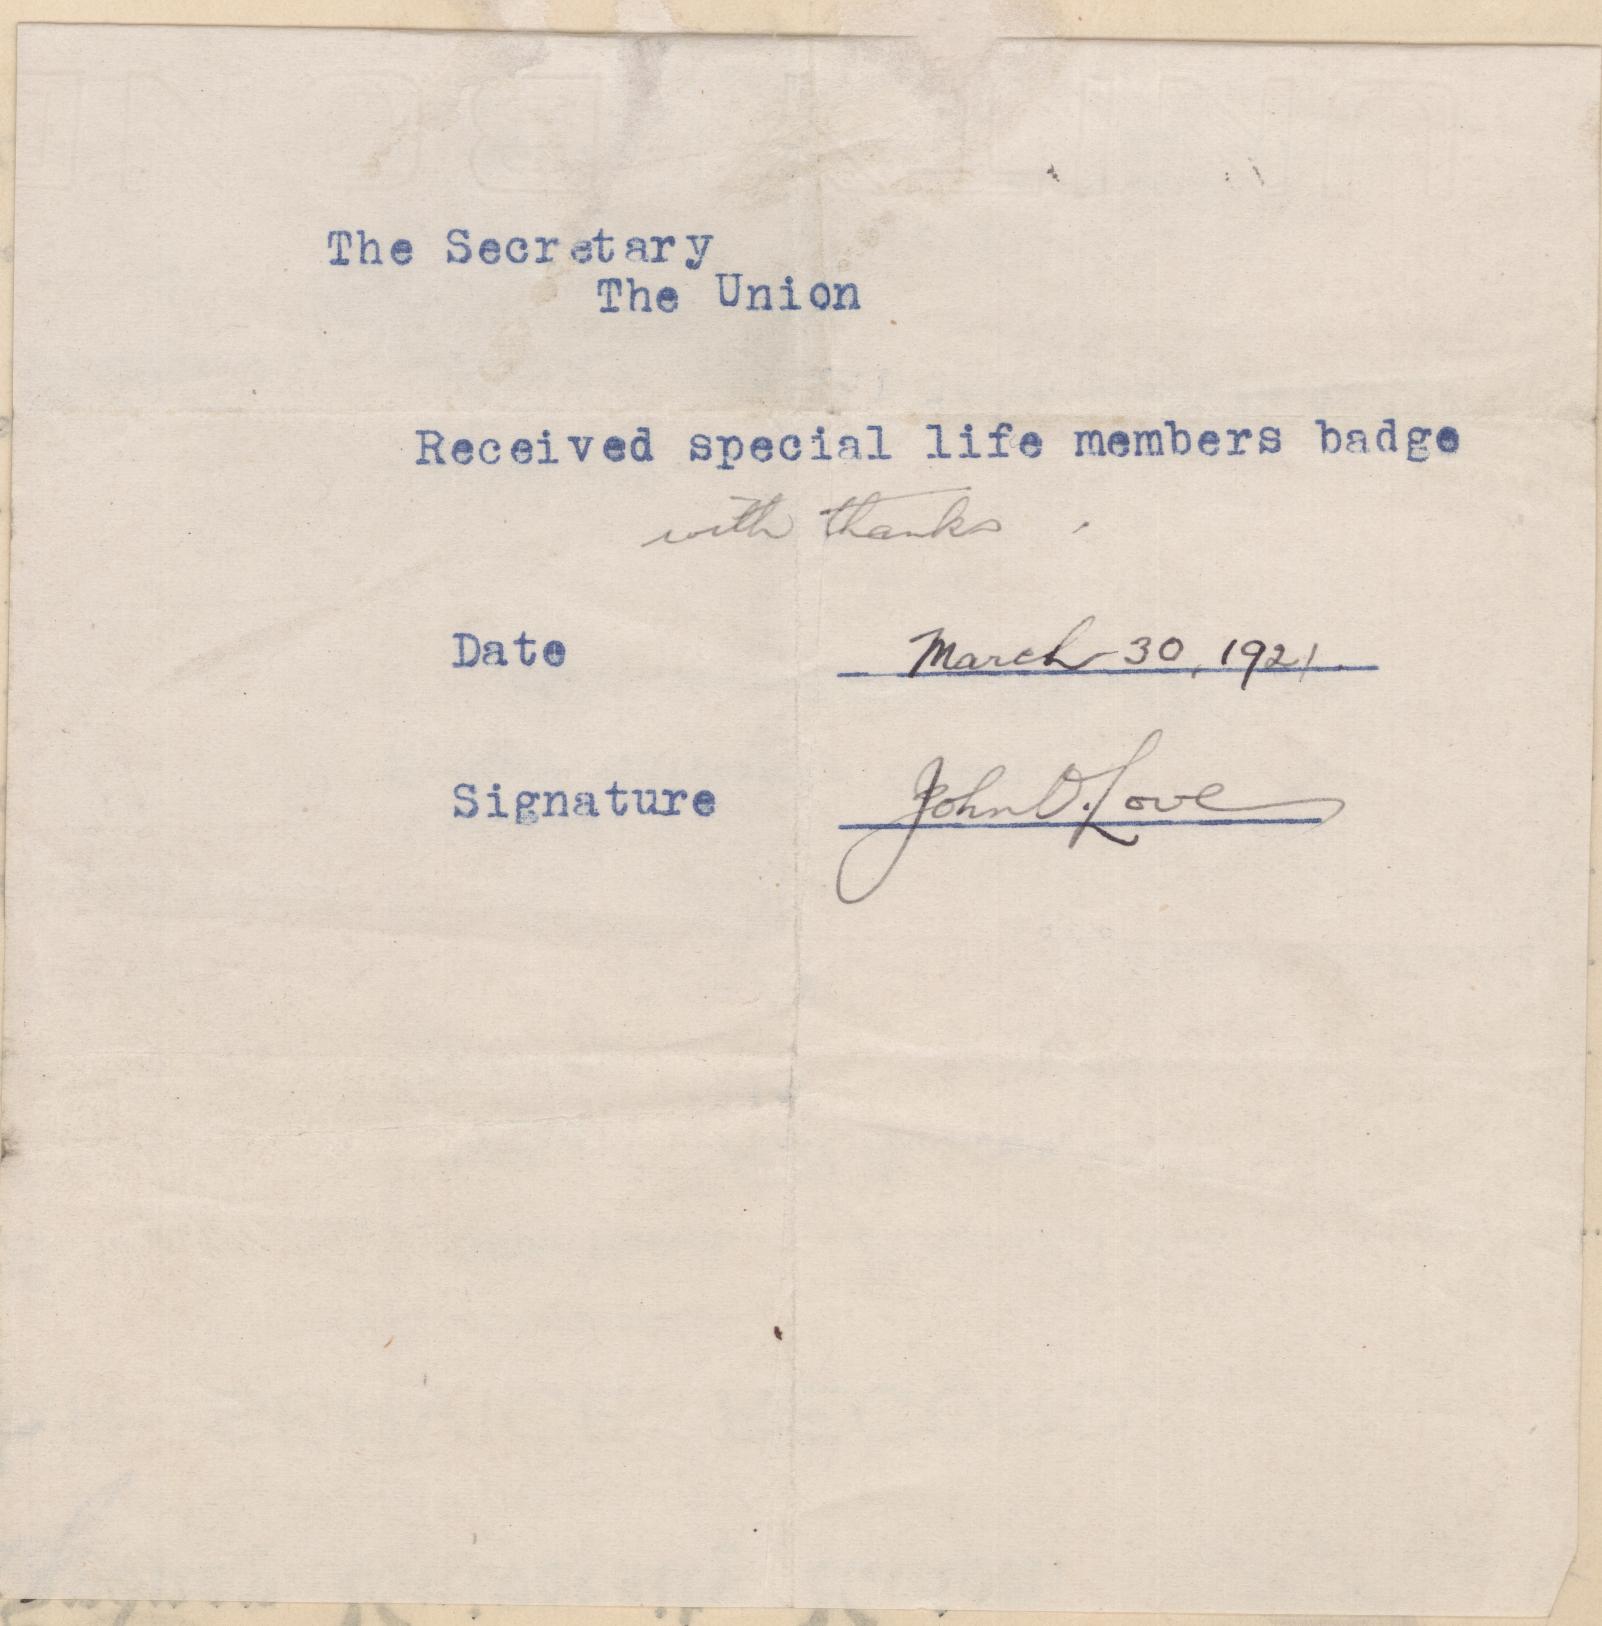 The Secretary
The Union
Received special life members badge
with thanks.
Date March 30, 1921.
Signature John O. Love